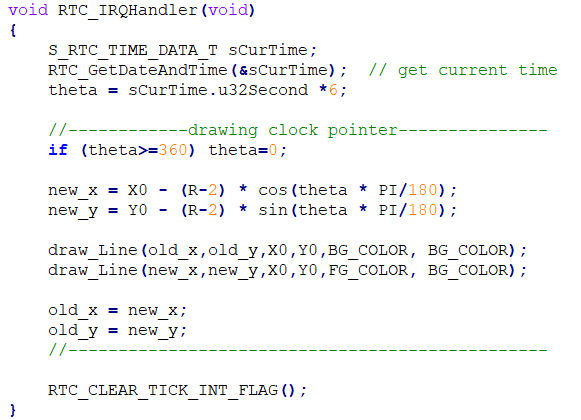 void RTC_IRQHandler(void)
{
    S_RTC_TIME_DATA_T sCurTime;
    RTC_GetDateAndTime(&sCurTime);  // get current time
    theta = sCurTime.u32Second *6;

    //------------drawing clock pointer---------------
    if (theta>=360) theta=0;

    new_x = X0 - (R-2) * cos(theta * PI/180);
    new_y = Y0 - (R-2) * sin(theta * PI/180);

    draw_Line(old_x,old_y,X0,Y0,BG_COLOR, BG_COLOR);
    draw_Line(new_x,new_y,X0,Y0,FG_COLOR, BG_COLOR);

    old_x = new_x;
    old_y = new_y;
    //------------------------------------------------

    RTC_CLEAR_TICK_INT_FLAG();
}